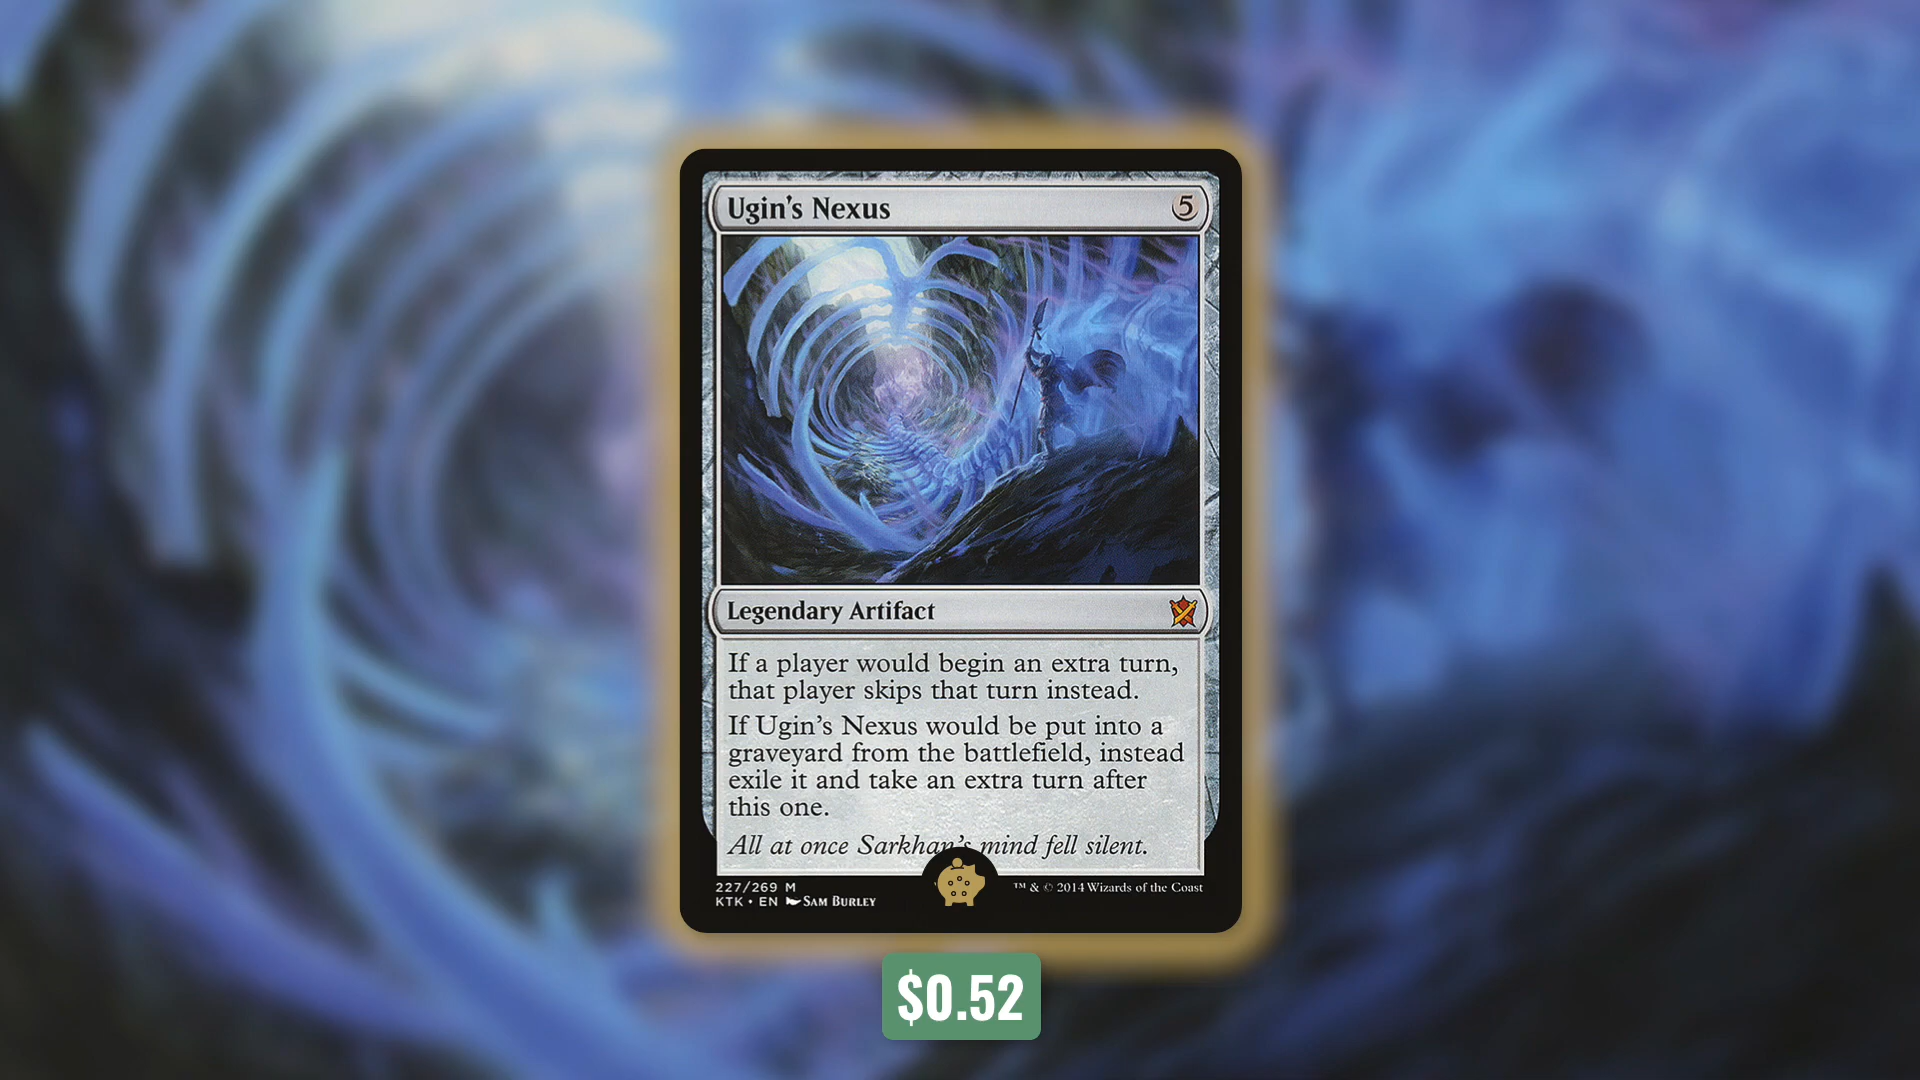 Ugin's Nexus
5
Legendary Artifact
If a player would begin an extra turn,
that player skips that turn instead.
If Ugin's Nexus would be put into a
graveyard from the battlefield, instead
exile it and take an extra turn after
this one.
All at once Sarkhan's mind fell silent.
227/269 M
KTK • EN Sam Burley
™ & © 2014 Wizards of the Coast
$0.52